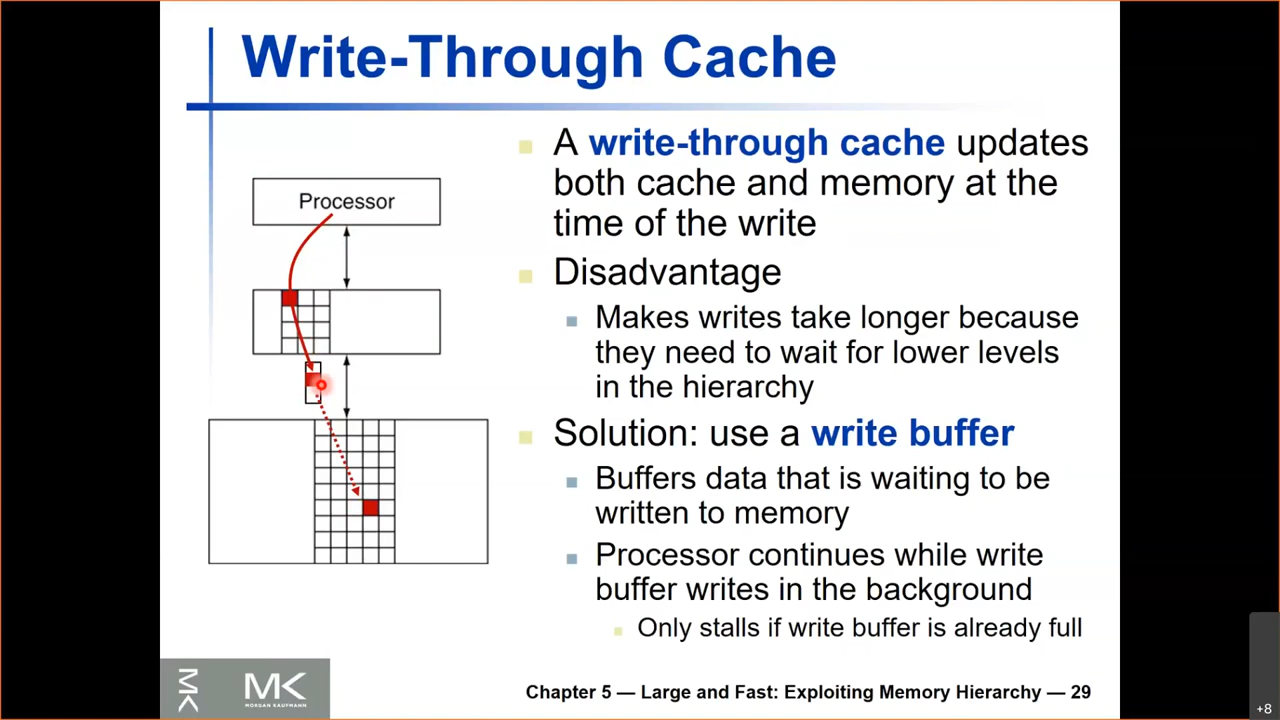 Write-Through Cache
Processor
A write-through cache updates
both cache and memory at the
time of the write
Disadvantage
Makes writes take longer because
they need to wait for lower levels
in the hierarchy
Solution: use a write buffer
Buffers data that is waiting to be
written to memory
Processor continues while write
buffer writes in the background
Only stalls if write buffer is already full
MK
MK
MORGAN KAUFMANN
Chapter 5 — Large and Fast: Exploiting Memory Hierarchy — 29
+8